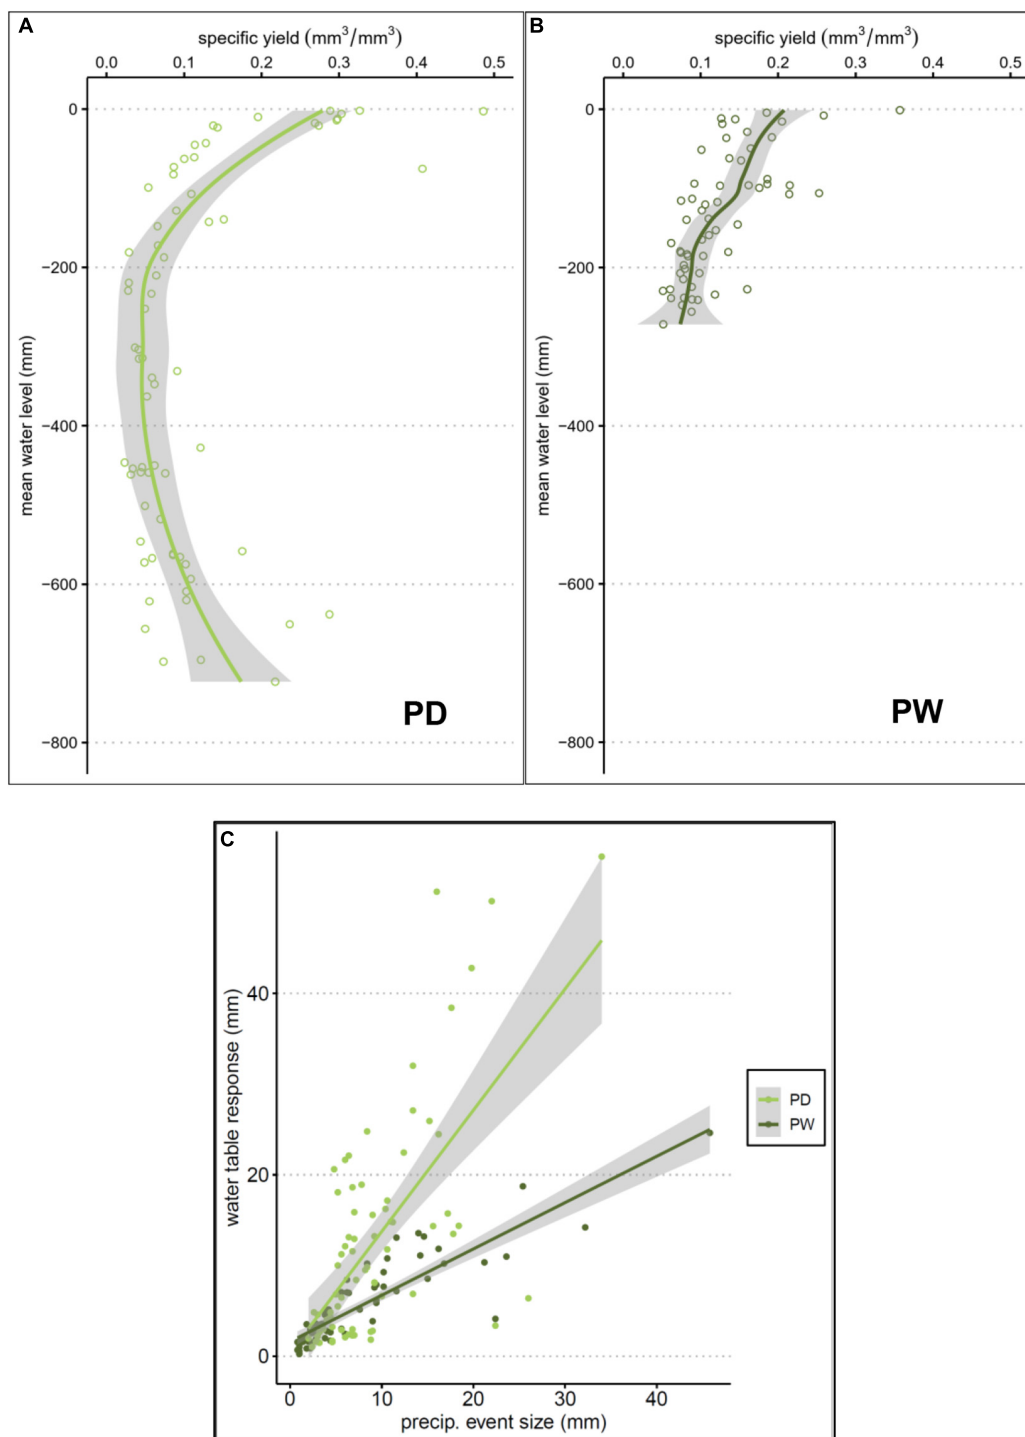 A
specific yield (mm³/mm³)
0.0 0.1 0.2 0.3 0.4 0.5
0
−200
−400
−600
−800
mean water level (mm)
PD
B
specific yield (mm³/mm³)
0.0 0.1 0.2 0.3 0.4 0.5
0
−200
−400
−600
−800
mean water level (mm)
PW
C
40
20
0
water table response (mm)
0 10 20 30 40
precip. event size (mm)
PD
PW